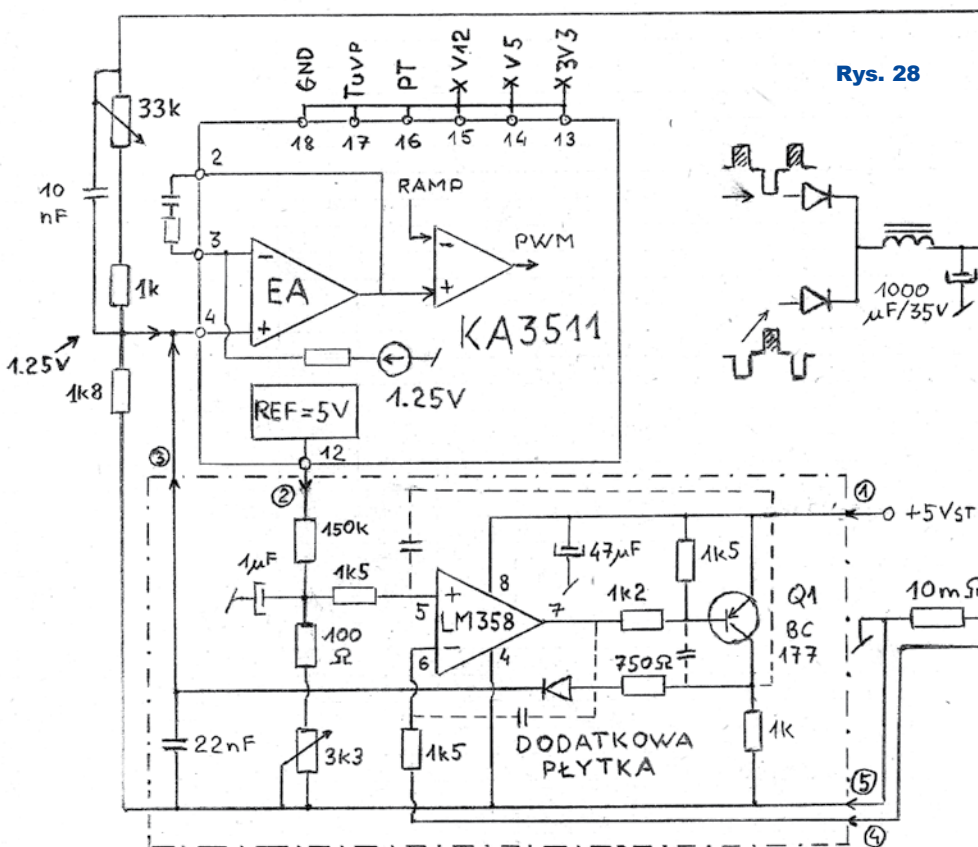 Rys. 28
GND
TUVP
PT
V12
V5
3V3
18
17
16
15
14
13
33k
10
nF
2
RAMP
3
PWM
EA
1k
4
KA3511
1.25V
1k8
1.25V
REF=5V
12
③
②
①
+5VST
150k
1μF
1k5
47μF
1k5
8
5
LM358
7
1k2
Q1
BC
177
10mΩ
100
Ω
6
4
750Ω
22nF
3k3
1k5
DODATKOWA
PŁYTKA
1k
⑤
④
1000
μF/35V